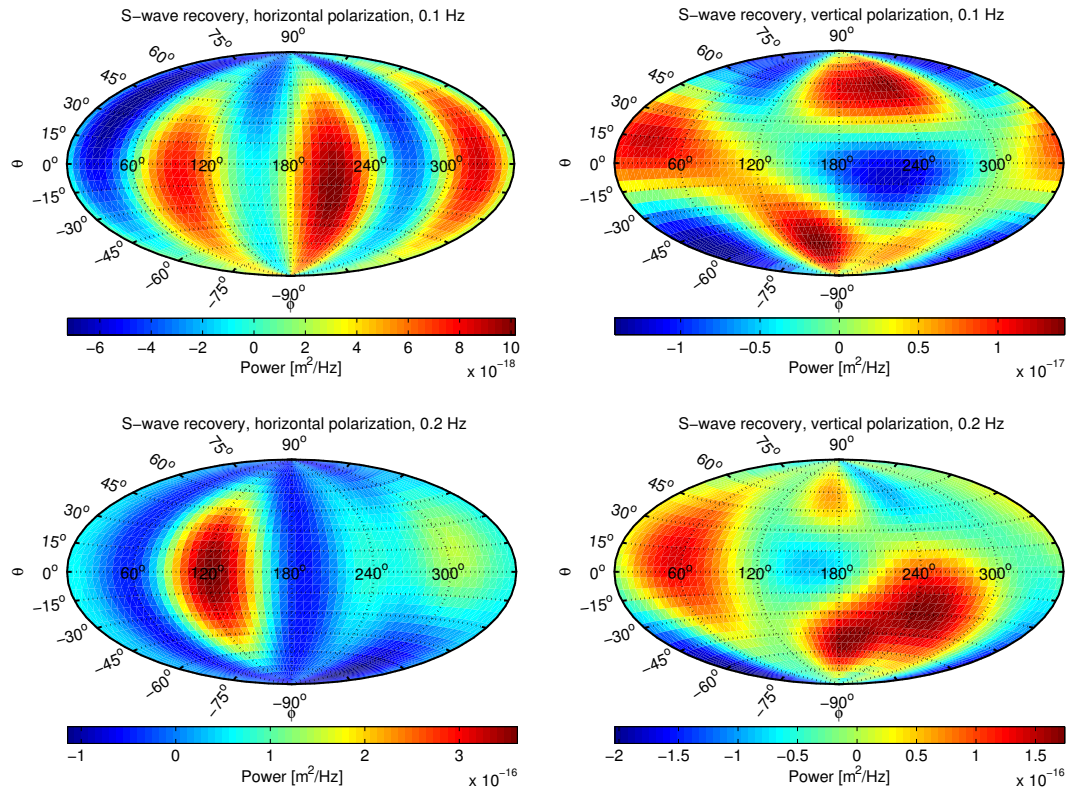 S−wave recovery, horizontal polarization, 0.1 Hz
90°
75°
60°
45°
30°
15°
0°
−15°
−30°
−45°
−60°
−75°
−90°
θ
60° 120° 180° 240° 300°
ϕ
−6 −4 −2 0 2 4 6 8 10
Power [m²/Hz]
x 10⁻¹⁸
S−wave recovery, vertical polarization, 0.1 Hz
90°
75°
60°
45°
30°
15°
0°
−15°
−30°
−45°
−60°
−75°
−90°
θ
60° 120° 180° 240° 300°
ϕ
−1 −0.5 0 0.5 1
Power [m²/Hz]
x 10⁻¹⁷
S−wave recovery, horizontal polarization, 0.2 Hz
90°
75°
60°
45°
30°
15°
0°
−15°
−30°
−45°
−60°
−75°
−90°
θ
60° 120° 180° 240° 300°
ϕ
−1 0 1 2 3
Power [m²/Hz]
x 10⁻¹⁶
S−wave recovery, vertical polarization, 0.2 Hz
90°
75°
60°
45°
30°
15°
0°
−15°
−30°
−45°
−60°
−75°
−90°
θ
60° 120° 180° 240° 300°
ϕ
−2 −1.5 −1 −0.5 0 0.5 1 1.5
Power [m²/Hz]
x 10⁻¹⁶